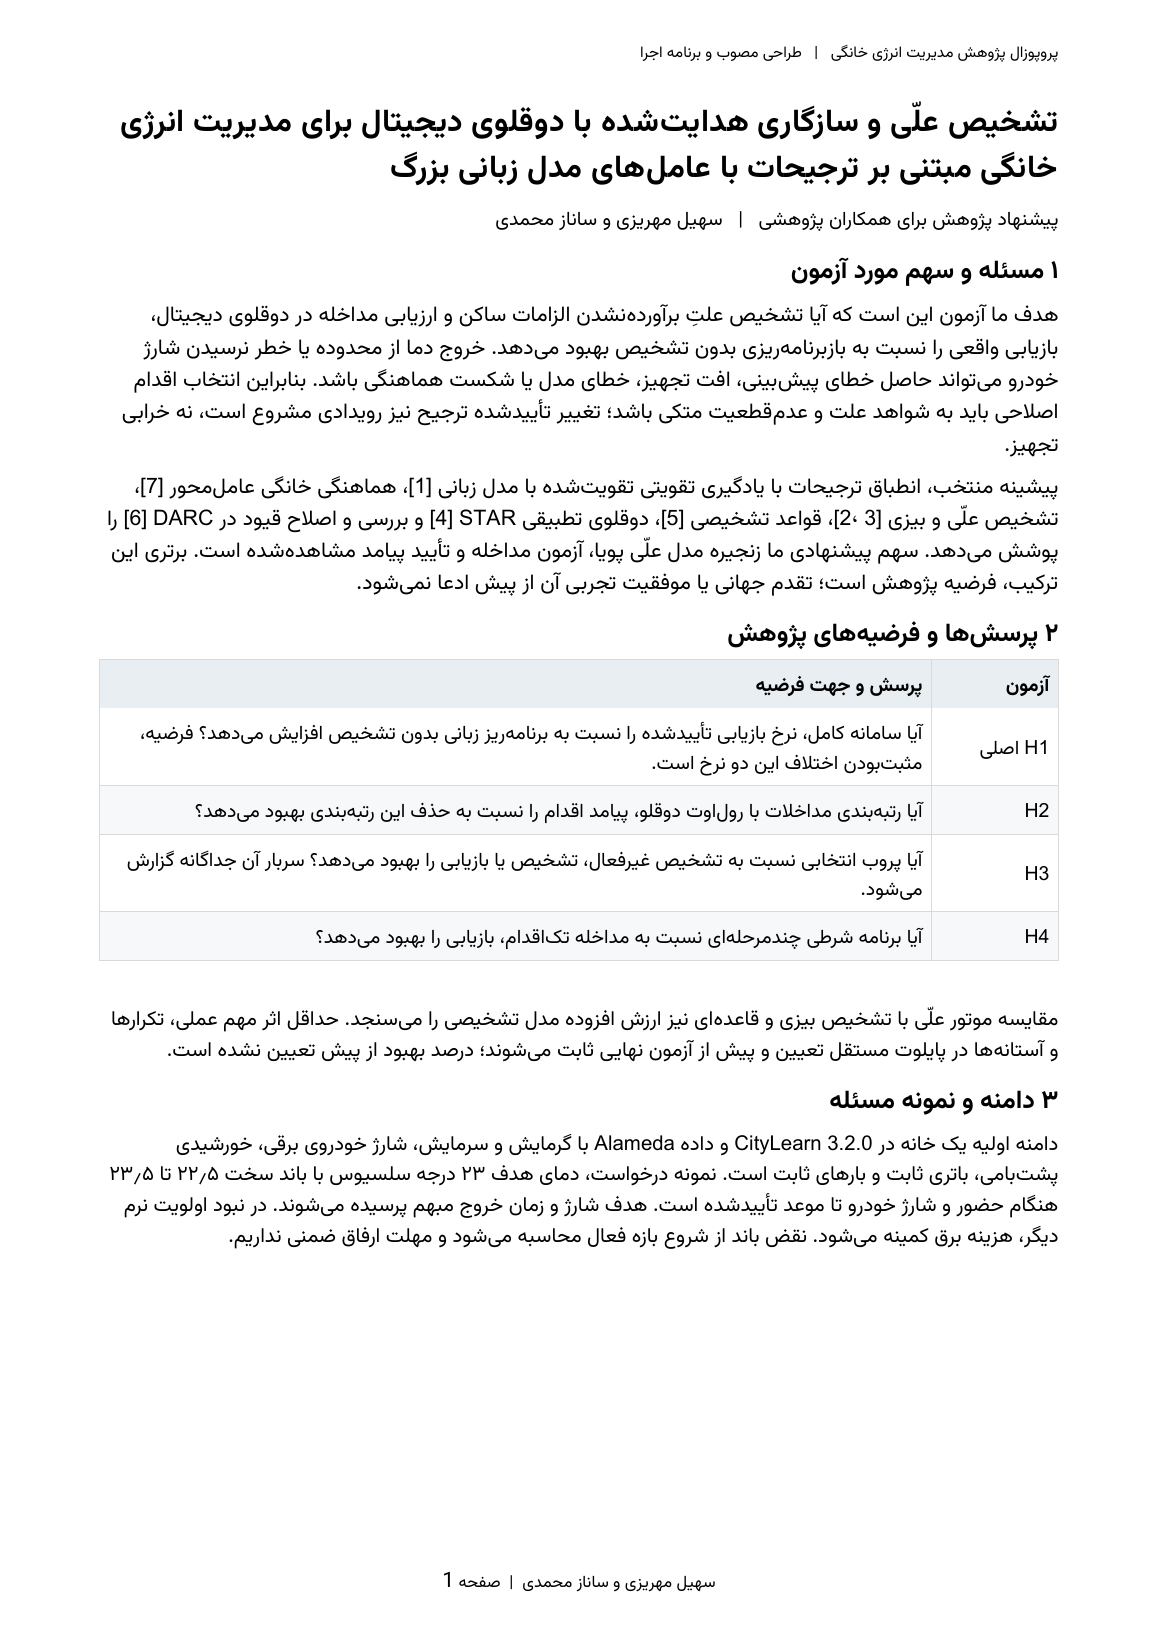 پروپوزال پژوهش مدیریت انرژی خانگی | طراحی مصوب و برنامه اجرا
تشخیص علّی و سازگاری هدایت‌شده با دوقلوی دیجیتال برای مدیریت انرژی
خانگی مبتنی بر ترجیحات با عامل‌های مدل زبانی بزرگ
پیشنهاد پژوهش برای همکاران پژوهشی | سهیل مهریزی و ساناز محمدی
۱ مسئله و سهم مورد آزمون
هدف ما آزمون این است که آیا تشخیص علتِ برآورده‌نشدن الزامات ساکن و ارزیابی مداخله در دوقلوی دیجیتال،
بازیابی واقعی را نسبت به بازبرنامه‌ریزی بدون تشخیص بهبود می‌دهد. خروج دما از محدوده یا خطر نرسیدن شارژ
خودرو می‌تواند حاصل خطای پیش‌بینی، افت تجهیز، خطای مدل یا شکست هماهنگی باشد. بنابراین انتخاب اقدام
اصلاحی باید به شواهد علت و عدم‌قطعیت متکی باشد؛ تغییر تأییدشده ترجیح نیز رویدادی مشروع است، نه خرابی
تجهیز.
پیشینه منتخب، انطباق ترجیحات با یادگیری تقویتی تقویت‌شده با مدل زبانی [1]، هماهنگی خانگی عامل‌محور [7]،
تشخیص علّی و بیزی [2، 3]، قواعد تشخیصی [5]، دوقلوی تطبیقی STAR [4] و بررسی و اصلاح قیود در DARC [6] را
پوشش می‌دهد. سهم پیشنهادی ما زنجیره مدل علّی پویا، آزمون مداخله و تأیید پیامد مشاهده‌شده است. برتری این
ترکیب، فرضیه پژوهش است؛ تقدم جهانی یا موفقیت تجربی آن از پیش ادعا نمی‌شود.
۲ پرسش‌ها و فرضیه‌های پژوهش
آزمون پرسش و جهت فرضیه
H1 اصلی آیا سامانه کامل، نرخ بازیابی تأییدشده را نسبت به برنامه‌ریز زبانی بدون تشخیص افزایش می‌دهد؟ فرضیه،
مثبت‌بودن اختلاف این دو نرخ است.
H2 آیا رتبه‌بندی مداخلات با رول‌اوت دوقلو، پیامد اقدام را نسبت به حذف این رتبه‌بندی بهبود می‌دهد؟
H3 آیا پروب انتخابی نسبت به تشخیص غیرفعال، تشخیص یا بازیابی را بهبود می‌دهد؟ سربار آن جداگانه گزارش
می‌شود.
H4 آیا برنامه شرطی چندمرحله‌ای نسبت به مداخله تک‌اقدام، بازیابی را بهبود می‌دهد؟
مقایسه موتور علّی با تشخیص بیزی و قاعده‌ای نیز ارزش افزوده مدل تشخیصی را می‌سنجد. حداقل اثر مهم عملی، تکرارها
و آستانه‌ها در پایلوت مستقل تعیین و پیش از آزمون نهایی ثابت می‌شوند؛ درصد بهبود از پیش تعیین نشده است.
۳ دامنه و نمونه مسئله
دامنه اولیه یک خانه در CityLearn 3.2.0 و داده Alameda با گرمایش و سرمایش، شارژ خودروی برقی، خورشیدی
پشت‌بامی، باتری ثابت و بارهای ثابت است. نمونه درخواست، دمای هدف ۲۳ درجه سلسیوس با باند سخت ۲۲٫۵ تا ۲۳٫۵
هنگام حضور و شارژ خودرو تا موعد تأییدشده است. هدف شارژ و زمان خروج مبهم پرسیده می‌شوند. در نبود اولویت نرم
دیگر، هزینه برق کمینه می‌شود. نقض باند از شروع بازه فعال محاسبه می‌شود و مهلت ارفاق ضمنی نداریم.
سهیل مهریزی و ساناز محمدی | صفحه 1